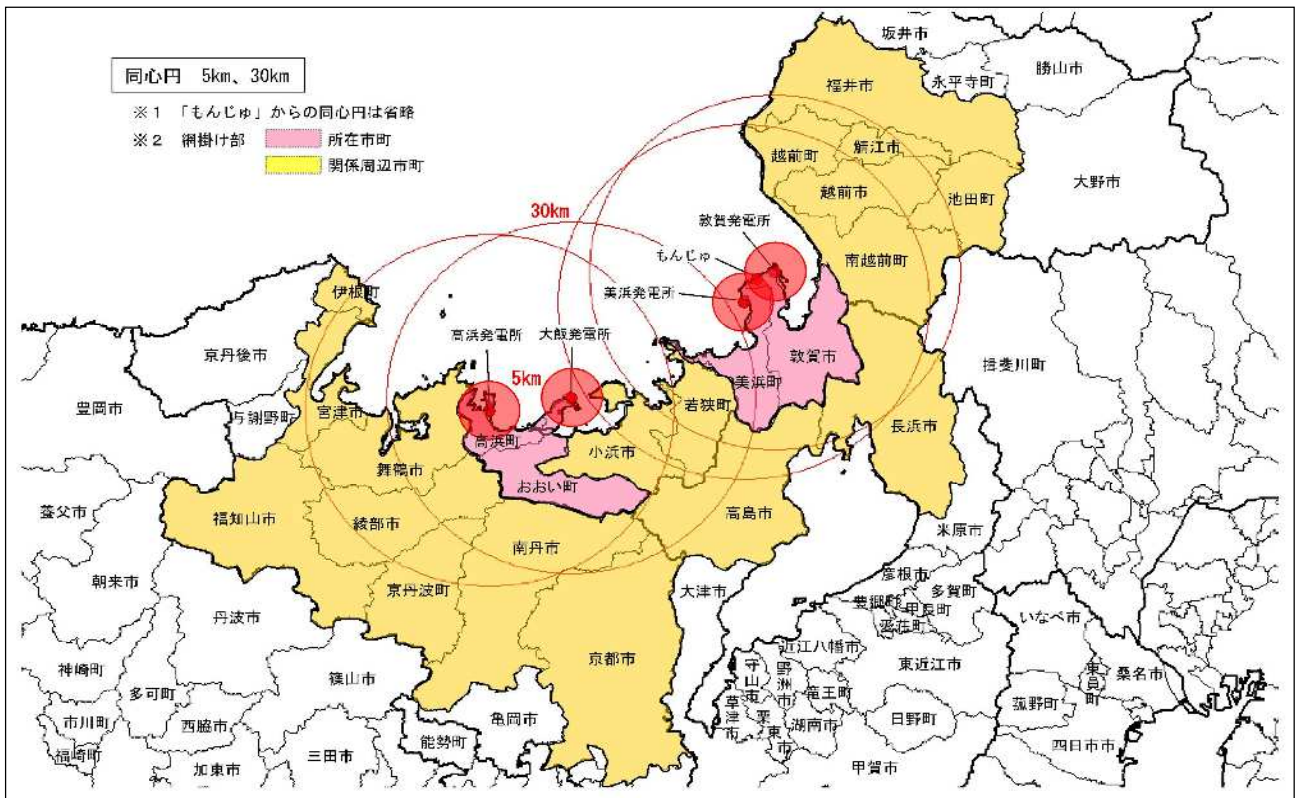 同心円 5km、30km
※1 「もんじゅ」からの同心円は省略
※2 網掛け部 所在市町
関係周辺市町
坂井市
勝山市
永平寺町
福井市
越前町
鯖江市
大野市
越前市
池田町
敦賀発電所
30km
もんじゅ
南越前町
美浜発電所
伊根町
高浜発電所
大飯発電所
京丹後市
敦賀市
揖斐川町
5km
美浜町
豊岡市
与謝野町
宮津市
若狭町
長浜市
高浜町
小浜市
舞鶴市
おおい町
養父市
福知山市
綾部市
高島市
南丹市
米原市
朝来市
京丹波町
大津市
彦根市
多賀町
丹波市
豊郷町
甲良町
いなべ市
愛荘町
神崎町
京都市
近江八幡市
東近江市
多可町
篠山市
守山市
野洲市
竜王町
東員町
桑名市
市川町
西脇市
亀岡市
草津市
栗東市
湖南市
日野町
菰野町
福崎町
能勢町
加東市
三田市
甲賀市
四日市市